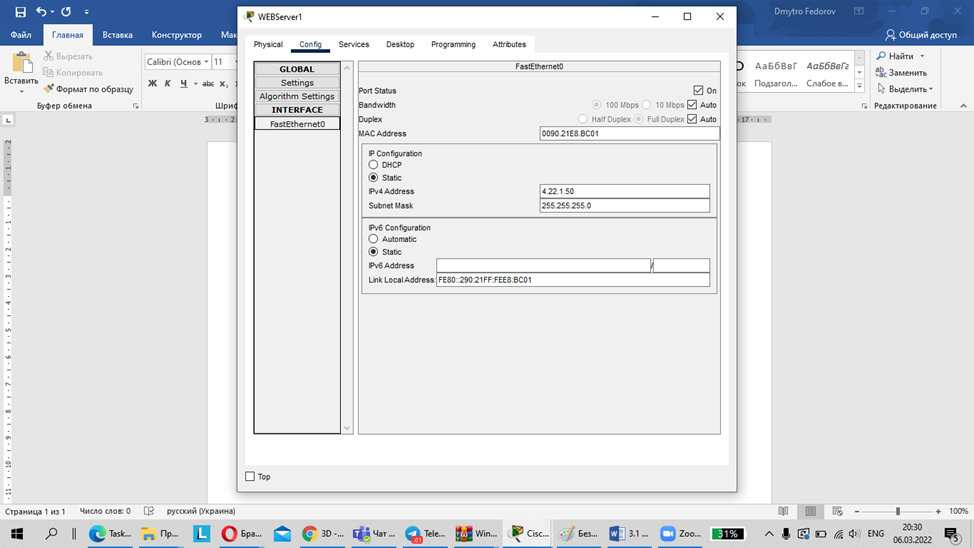 Dmytro Fedorov
Файл Главная Вставка Конструктор Общий доступ
Вставить
Вырезать
Копировать
Формат по образцу
Буфер обмена
Calibri (Основ 11
Ж К Ч abc x₂
АаБбВвГ АаБбВвГг
Подзагол... Слабое в...
Найти
Заменить
Выделить
Редактирование
WEBServer1
Physical Config Services Desktop Programming Attributes
GLOBAL
Settings
Algorithm Settings
INTERFACE
FastEthernet0
FastEthernet0
Port Status On
Bandwidth 100 Mbps 10 Mbps Auto
Duplex Half Duplex Full Duplex Auto
MAC Address 0090.21E8.BC01
IP Configuration
DHCP
Static
IPv4 Address 4.22.1.50
Subnet Mask 255.255.255.0
IPv6 Configuration
Automatic
Static
IPv6 Address /
Link Local Address: FE80::290:21FF:FEE8:BC01
Top
Страница 1 из 1 Число слов: 0 русский (Украина) 100%
Task... Пр... L Бра... 3D -... Чат ... Tele... Win... Cisc... Без... 3.1 ... Zoo... 31% ENG
20:30
06.03.2022
5